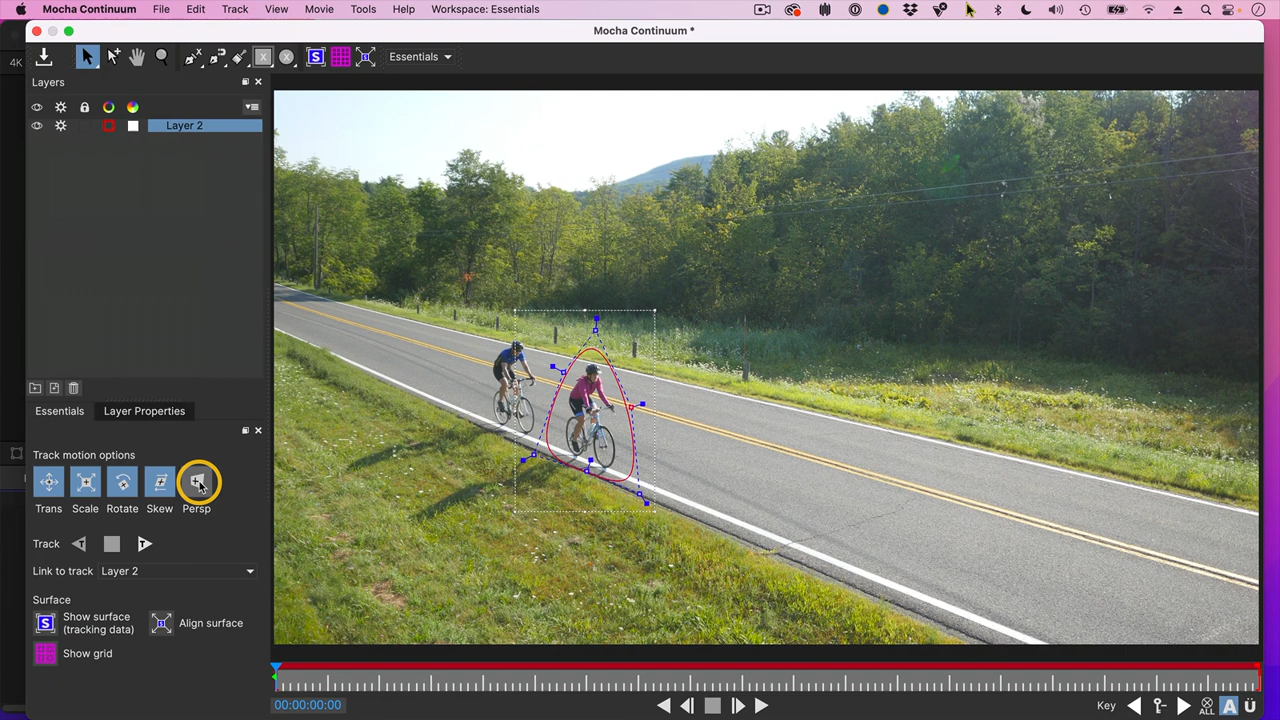 Mocha Continuum File Edit Track View Movie Tools Help Workspace: Essentials
Mocha Continuum *
4K
S Essentials
Layers
Layer 2
Essentials Layer Properties
Track motion options
Trans Scale Rotate Skew Persp
Track T T
Link to track Layer 2
Surface
S Show surface
(tracking data)
Align surface
Show grid
00:00:00:00
Key ALL A Ü